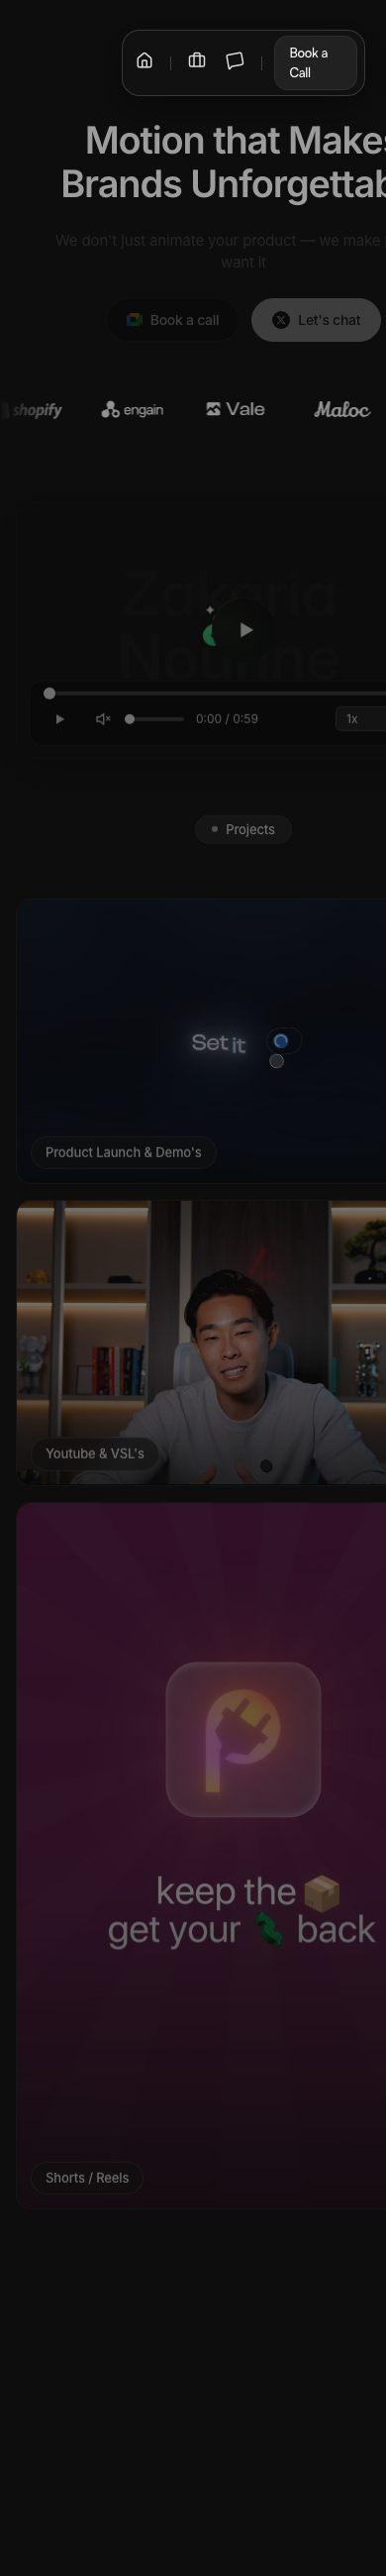 Book a
Call
Motion that Makes
Brands Unforgettab
We don't just animate your product — we make
want it
Book a call
Let's chat
shopify
engain
Vale
Maloc
Zakaria
Nourine
0:00 / 0:59
1x
Projects
Set it
Product Launch & Demo's
Youtube & VSL's
keep the
get your back
Shorts / Reels